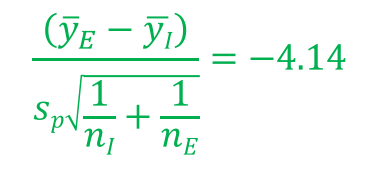 (ȳ_E − ȳ_I) / (s_p √(1/n_I + 1/n_E)) = −4.14